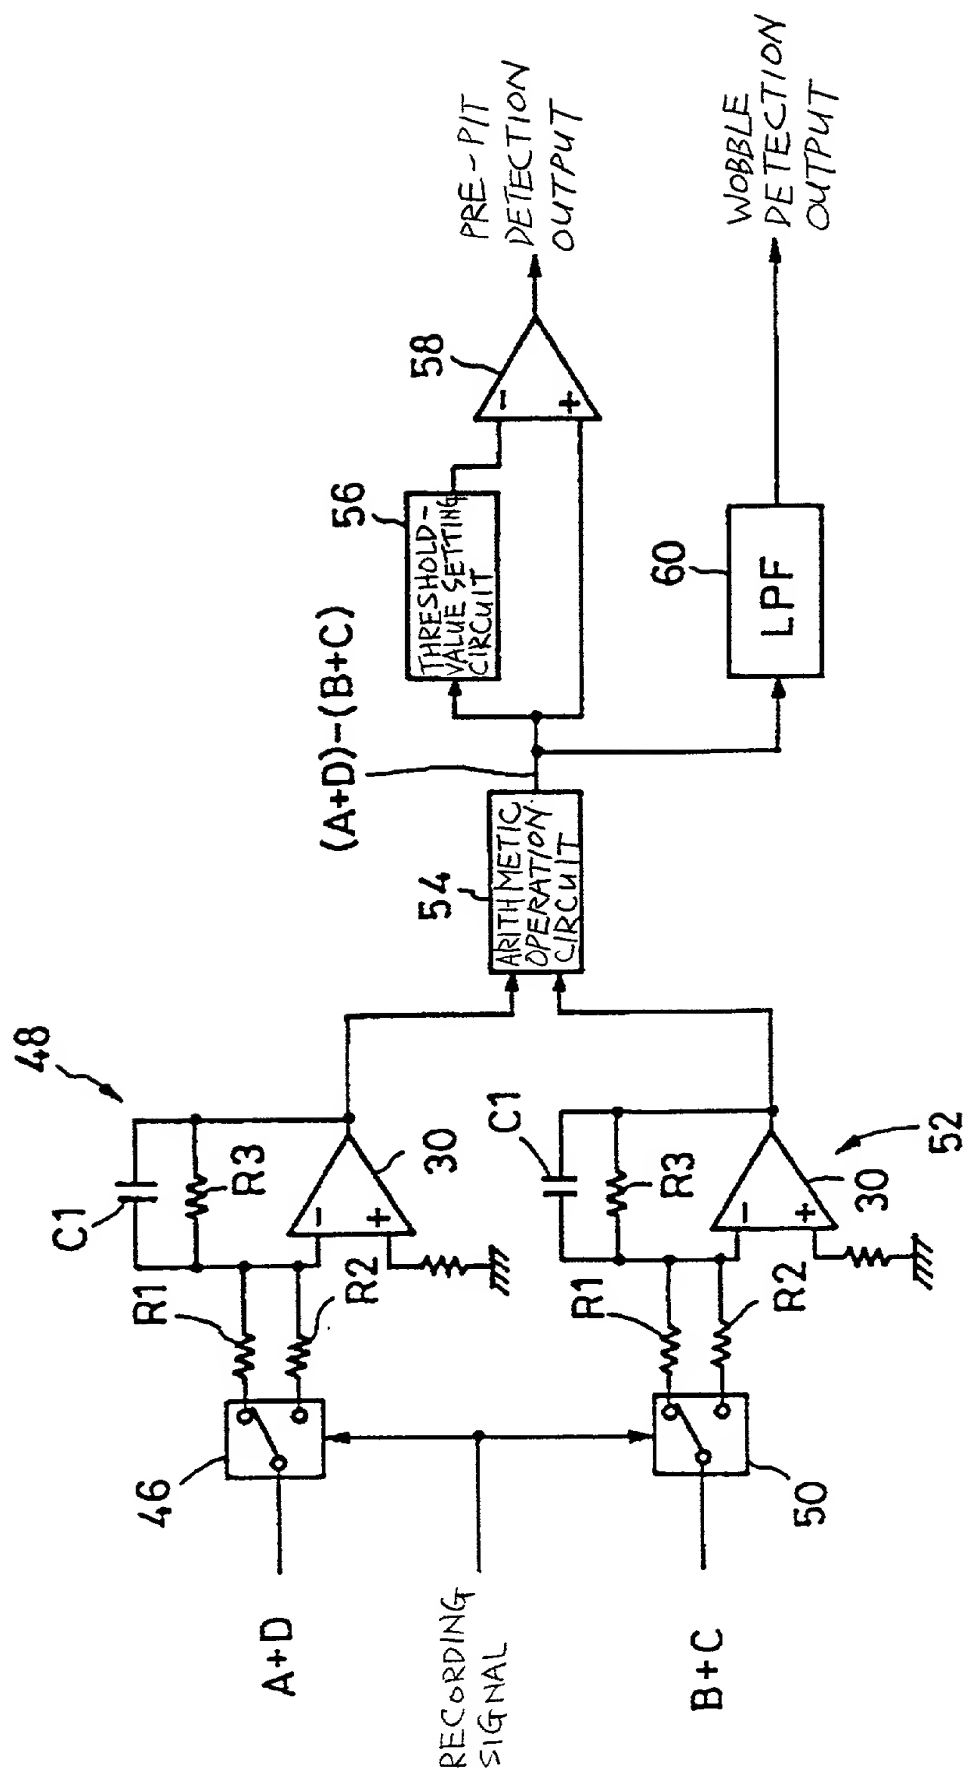 A+D
RECORDING
SIGNAL
B+C
46
50
R1
R2
C1
R3
30
48
R1
R2
C1
R3
30
52
54
ARITHMETIC
OPERATION
CIRCUIT
(A+D)-(B+C)
56
THRESHOLD-
VALUE SETTING
CIRCUIT
60
LPF
58
-
+
-
+
-
+
PRE-PIT
DETECTION
OUTPUT
WOBBLE
DETECTION
OUTPUT